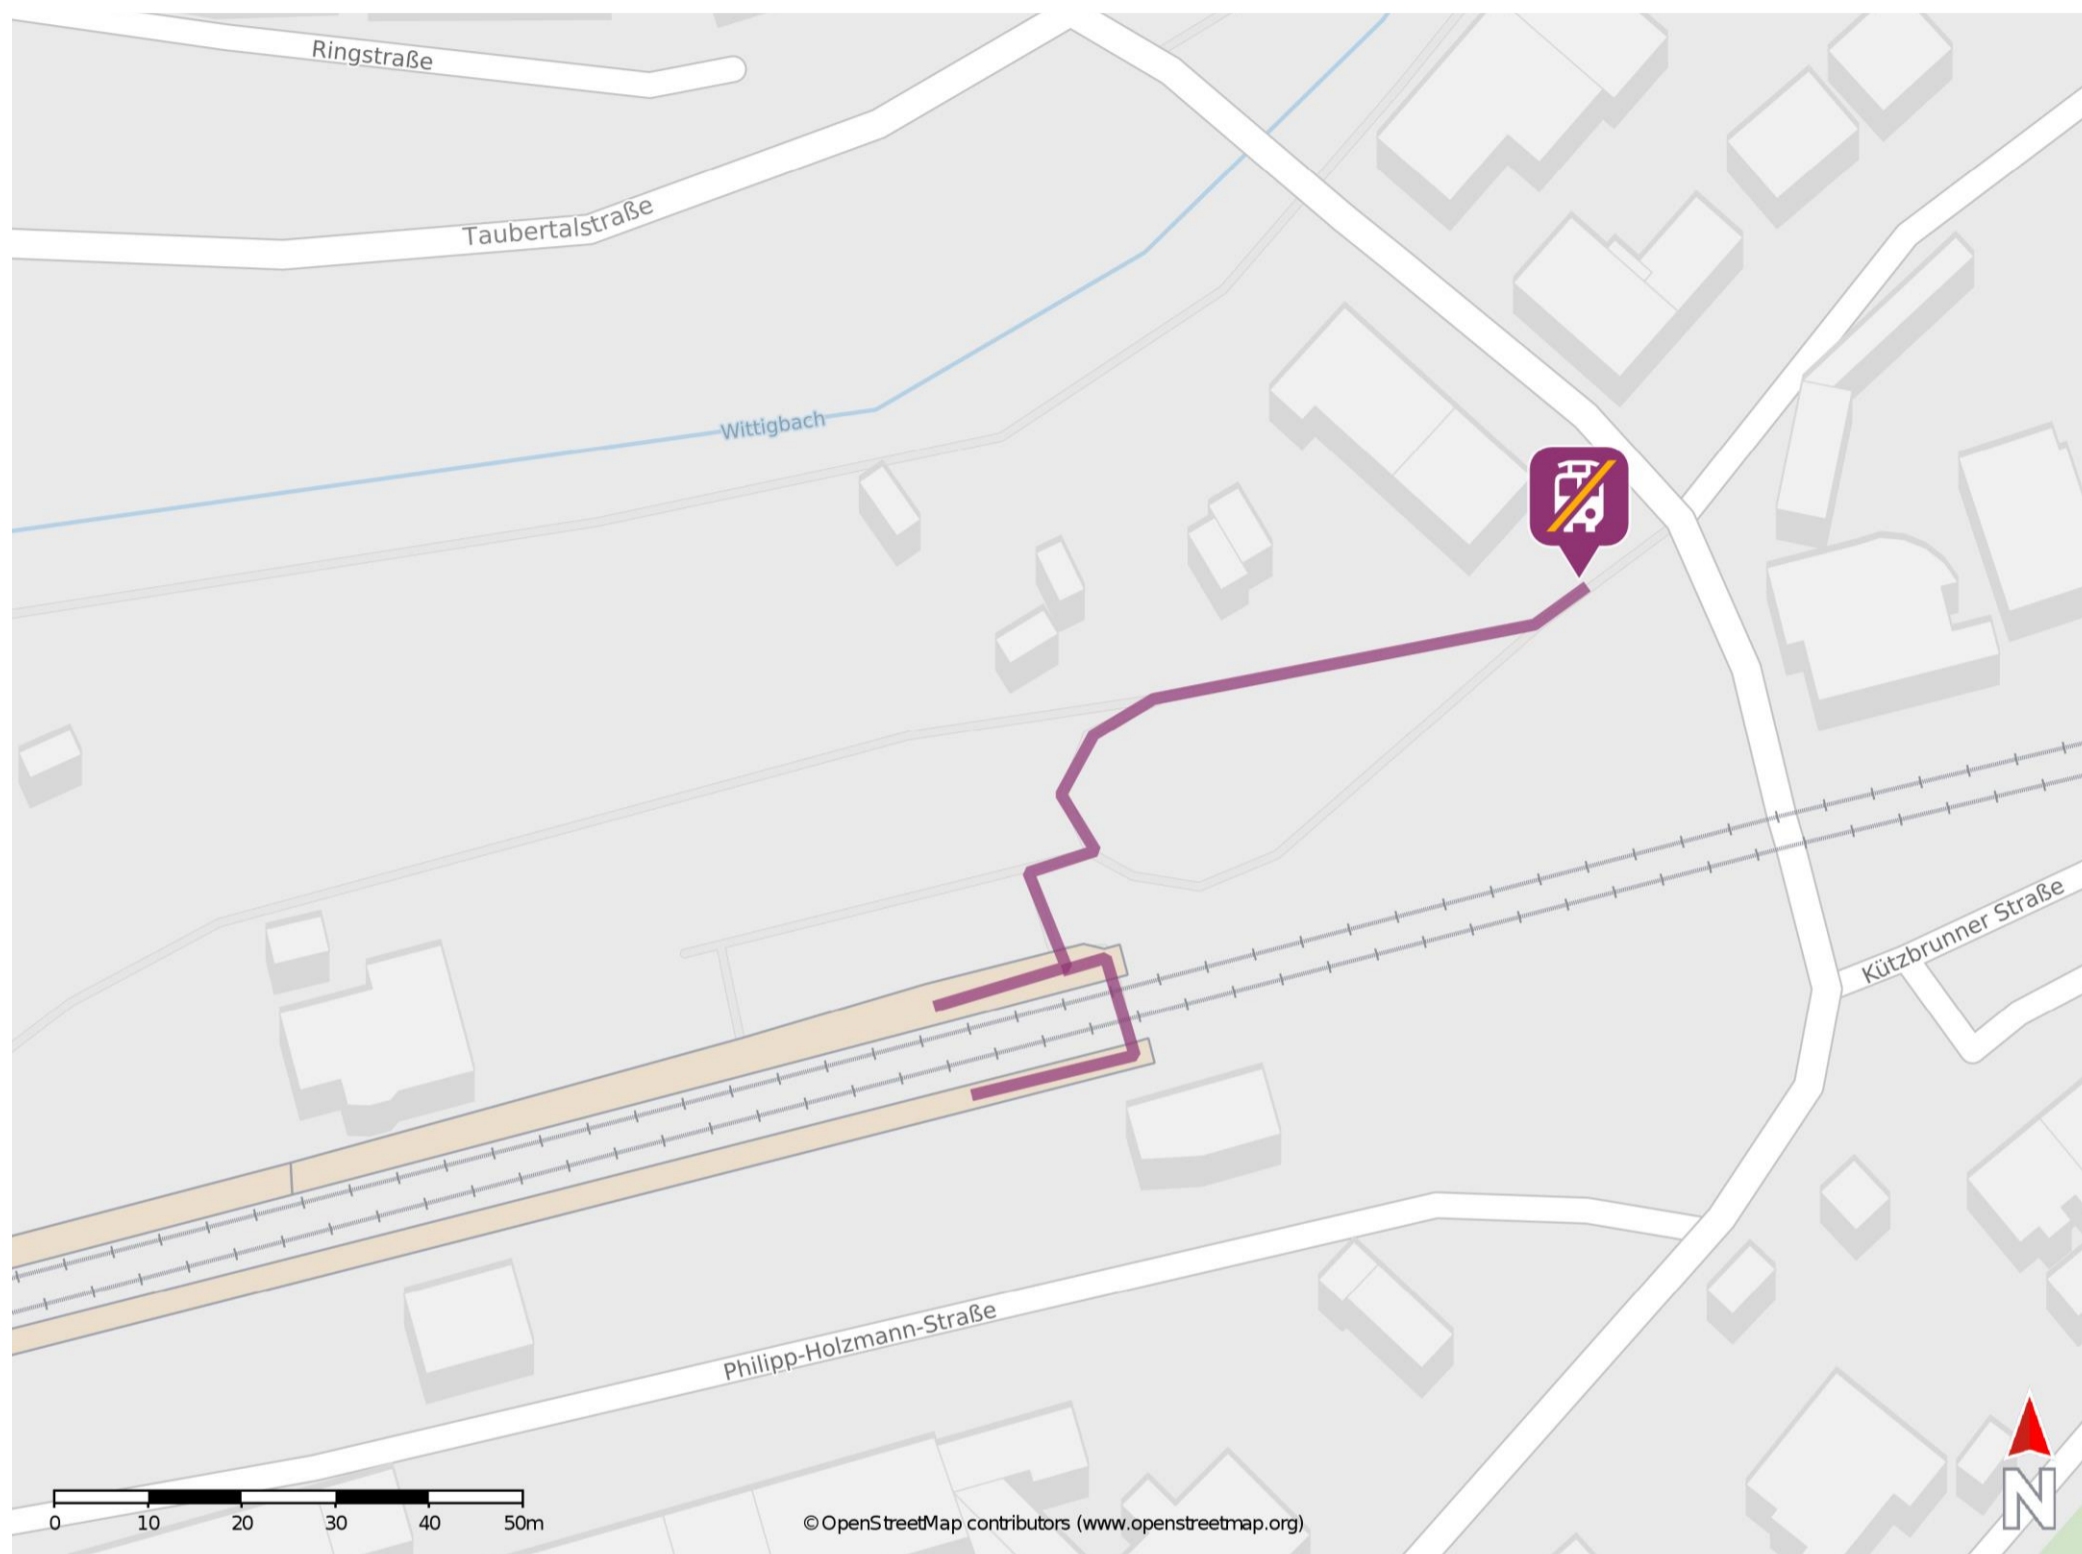 Ringstraße
Taubertalstraße
Wittigbach
Kützbrunner Straße
Philipp-Holzmann-Straße
0 10 20 30 40 50m
© OpenStreetMap contributors (www.openstreetmap.org)
N